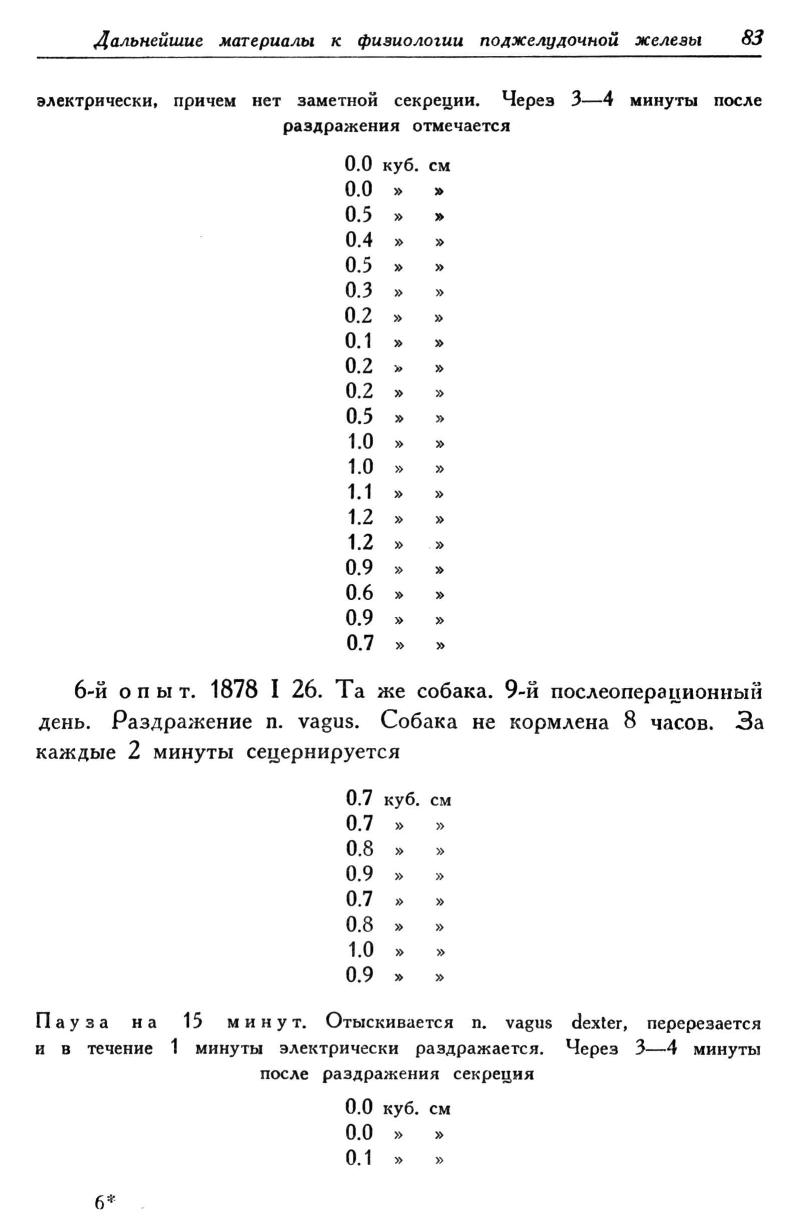 Дальнейшие материалы к физиологии поджелудочной железы 83
электрически, причем нет заметной секреции. Через 3—4 минуты после
раздражения отмечается
0.0 куб. см
0.0 » »
0.5 » »
0.4 » »
0.5 » »
0.3 » »
0.2 » »
0.1 » »
0.2 » »
0.2 » »
0.5 » »
1.0 » »
1.0 » »
1.1 » »
1.2 » »
1.2 » »
0.9 » »
0.6 » »
0.9 » »
0.7 » »
6-й опыт. 1878 I 26. Та же собака. 9-й послеоперационный
день. Раздражение n. vagus. Собака не кормлена 8 часов. За
каждые 2 минуты сецернируется
0.7 куб. см
0.7 » »
0.8 » »
0.9 » »
0.7 » »
0.8 » »
1.0 » »
0.9 » »
Пауза на 15 минут. Отыскивается n. vagus dexter, перерезается
и в течение 1 минуты электрически раздражается. Через 3—4 минуты
после раздражения секреция
0.0 куб. см
0.0 » »
0.1 » »
6*